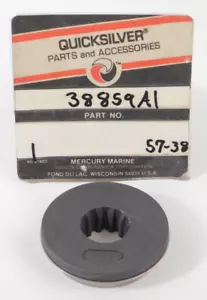 QUICKSILVER
PARTS and ACCESSORIES
38859A1
PART NO.
1
57-38
MERCURY MARINE
FOND DU LAC, WISCONSIN 54935 U.S.A.